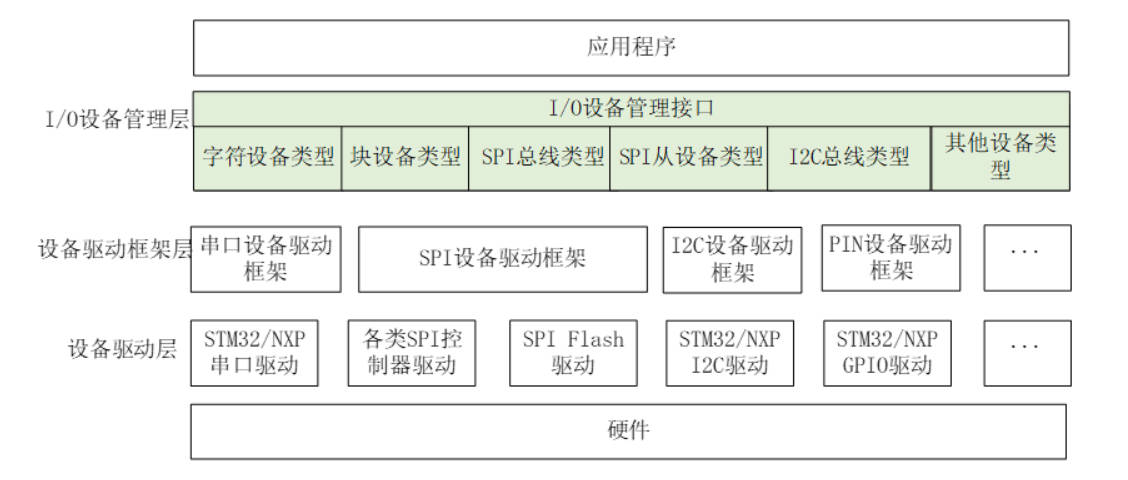 应用程序
I/O设备管理层
I/O设备管理接口
字符设备类型
块设备类型
SPI总线类型
SPI从设备类型
I2C总线类型
其他设备类
型
设备驱动框架层
串口设备驱动
框架
SPI设备驱动框架
I2C设备驱动
框架
PIN设备驱动
框架
...
设备驱动层
STM32/NXP
串口驱动
各类SPI控
制器驱动
SPI Flash
驱动
STM32/NXP
I2C驱动
STM32/NXP
GPIO驱动
...
硬件